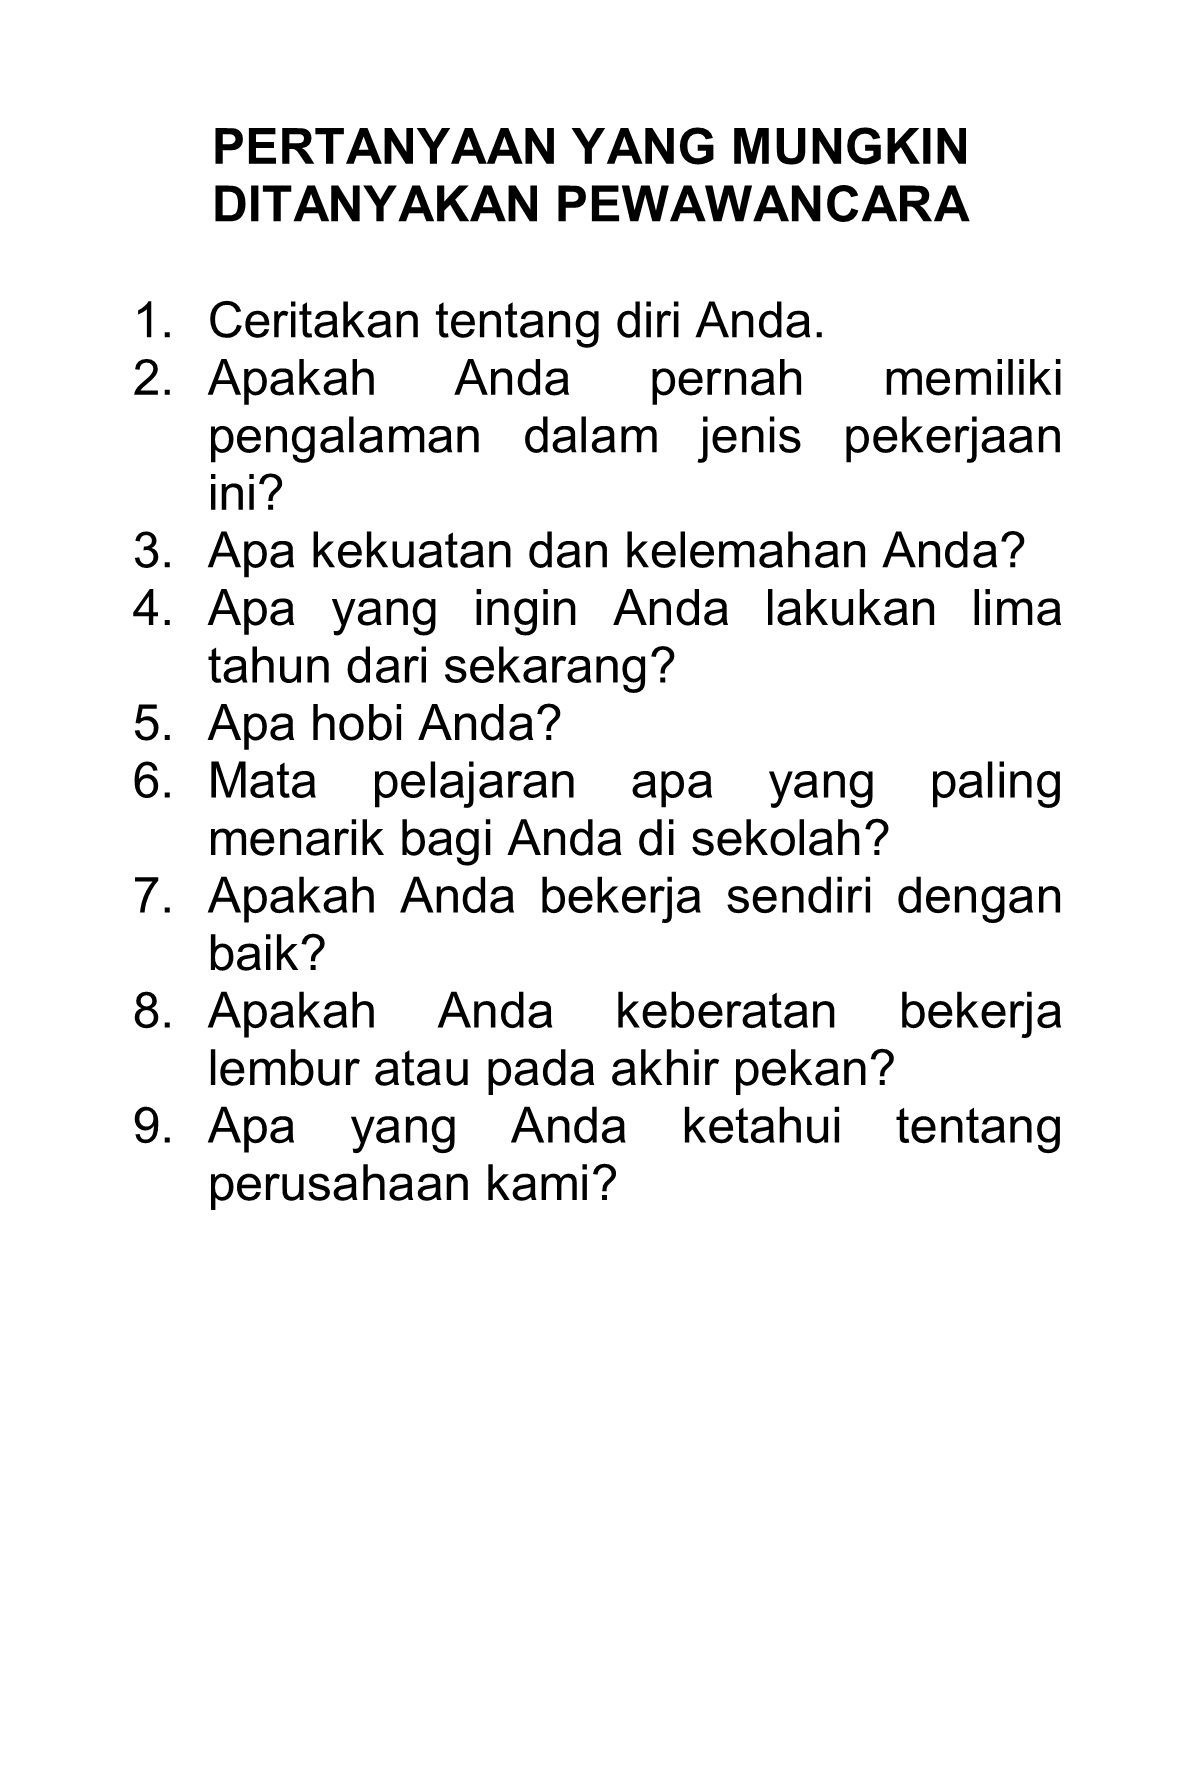 PERTANYAAN YANG MUNGKIN
DITANYAKAN PEWAWANCARA
1. Ceritakan tentang diri Anda.
2. Apakah Anda pernah memiliki
pengalaman dalam jenis pekerjaan
ini?
3. Apa kekuatan dan kelemahan Anda?
4. Apa yang ingin Anda lakukan lima
tahun dari sekarang?
5. Apa hobi Anda?
6. Mata pelajaran apa yang paling
menarik bagi Anda di sekolah?
7. Apakah Anda bekerja sendiri dengan
baik?
8. Apakah Anda keberatan bekerja
lembur atau pada akhir pekan?
9. Apa yang Anda ketahui tentang
perusahaan kami?